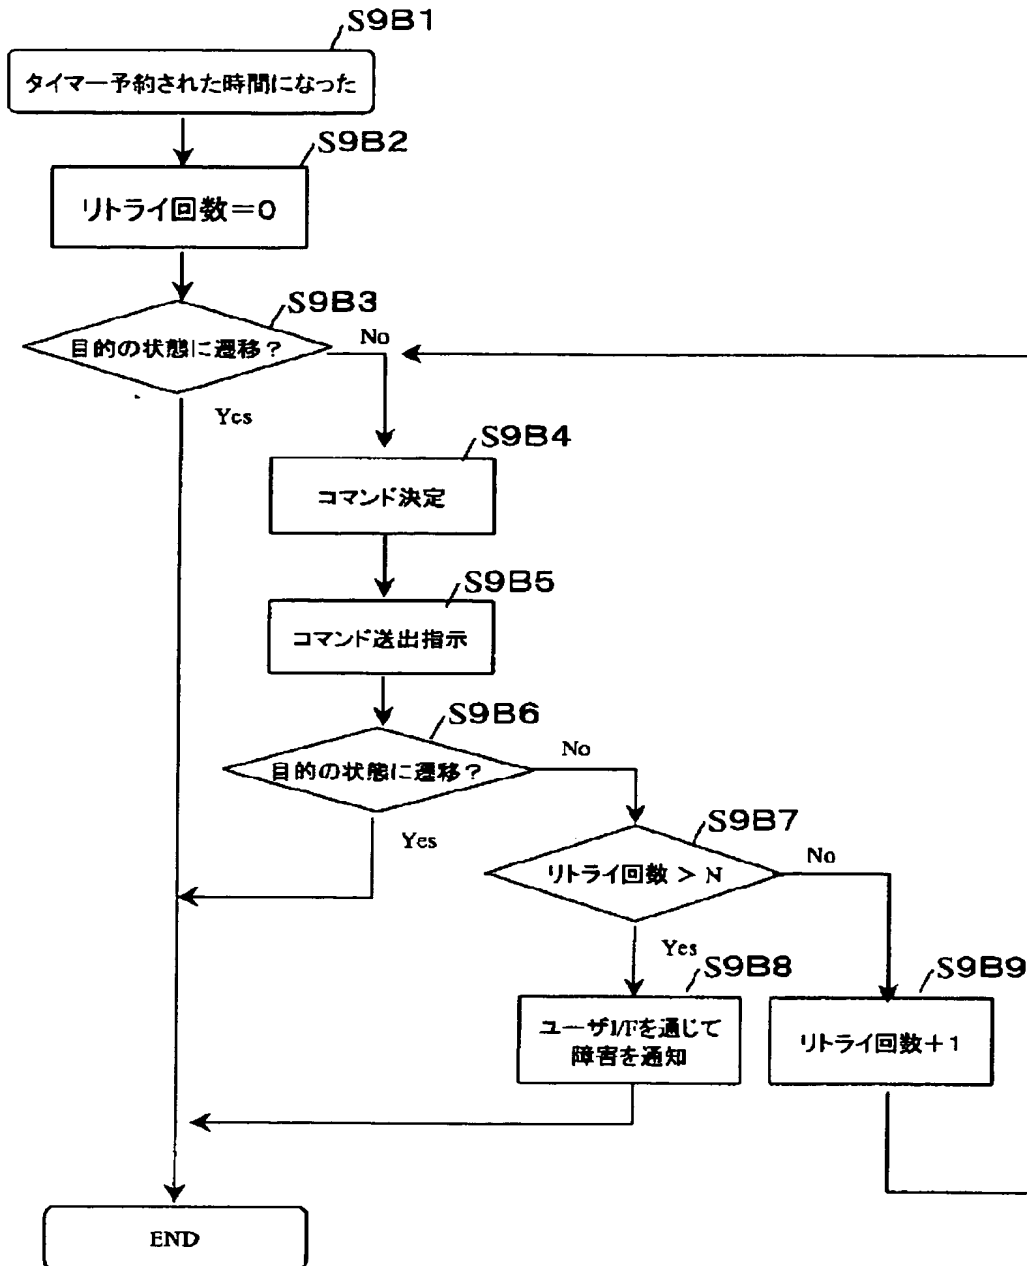 S9B1
タイマー予約された時間になった
S9B2
リトライ回数=0
S9B3
目的の状態に遷移?
No
Yes
S9B4
コマンド決定
S9B5
コマンド送出指示
S9B6
目的の状態に遷移?
No
Yes
S9B7
リトライ回数 > N
No
Yes
S9B8
S9B9
ユーザI/Fを通じて
障害を通知
リトライ回数+1
END